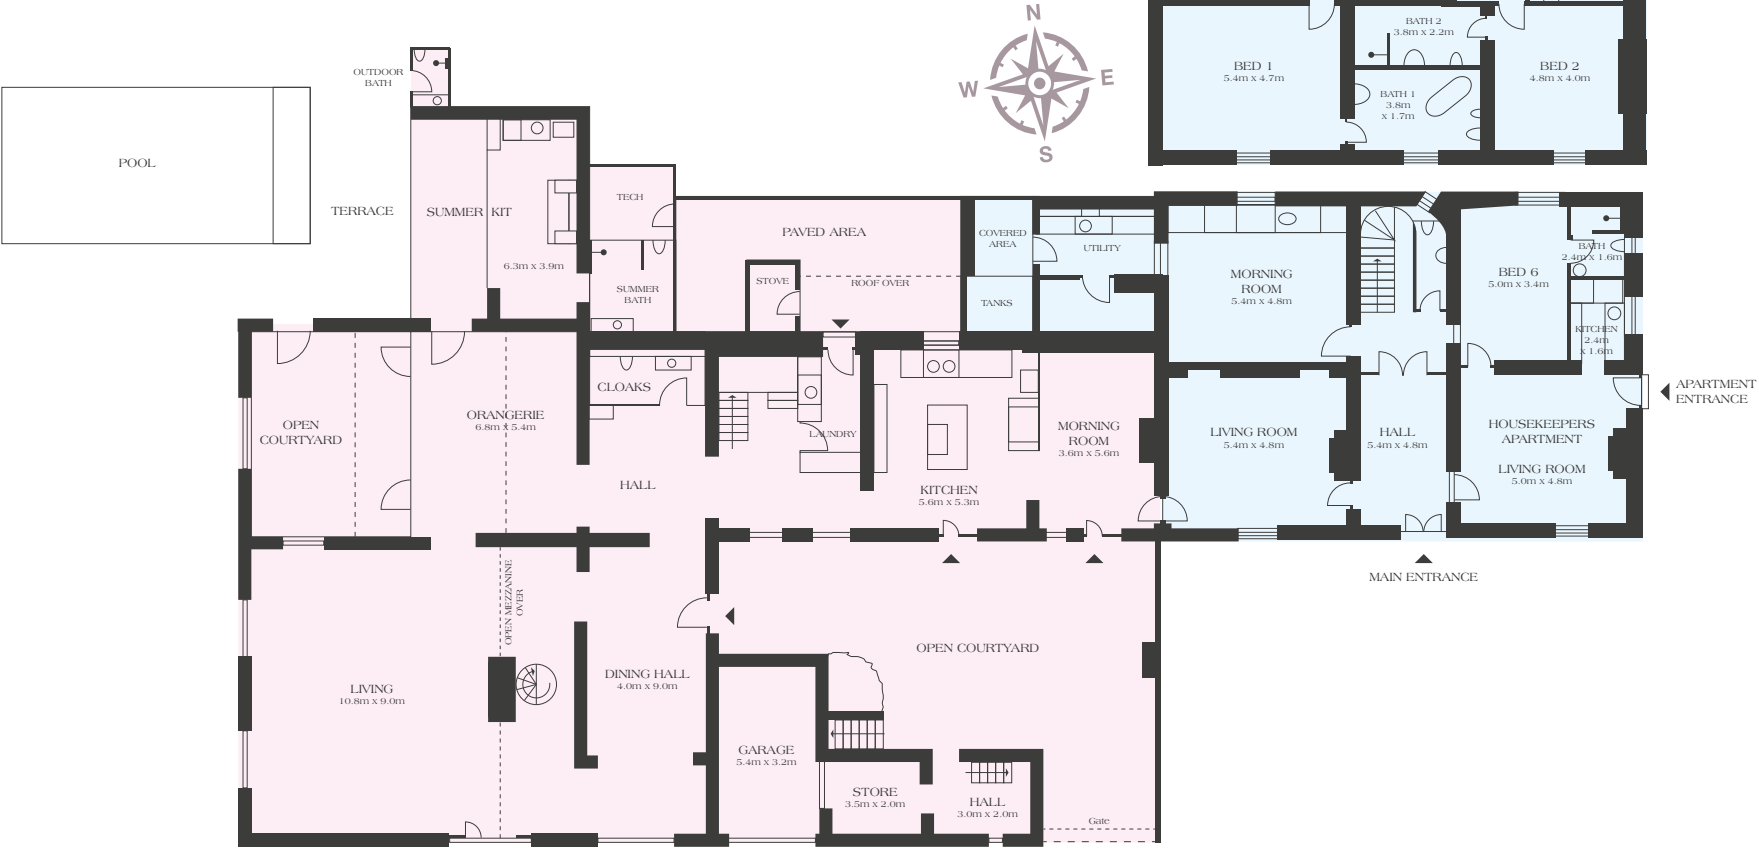 N
W
E
S
BED 1
5.4m x 4.7m
BATH 2
3.8m x 2.2m
BATH 1
3.8m
x 1.7m
BED 2
4.8m x 4.0m
OUTDOOR
BATH
POOL
TERRACE
SUMMER KIT
6.3m x 3.9m
TECH
SUMMER
BATH
PAVED AREA
STOVE
ROOF OVER
COVERED
AREA
TANKS
UTILITY
MORNING
ROOM
5.4m x 4.8m
BED 6
5.0m x 3.4m
BATH
2.4m x 1.6m
KITCHEN
2.4m
x 1.6m
APARTMENT
ENTRANCE
OPEN
COURTYARD
ORANGERIE
6.8m x 5.4m
CLOAKS
HALL
LAUNDRY
KITCHEN
5.6m x 5.3m
MORNING
ROOM
3.6m x 5.6m
LIVING ROOM
5.4m x 4.8m
HALL
5.4m x 4.8m
HOUSEKEEPERS
APARTMENT
LIVING ROOM
5.0m x 4.8m
MAIN ENTRANCE
OPEN MEZZANINE
OVER
LIVING
10.8m x 9.0m
DINING HALL
4.0m x 9.0m
OPEN COURTYARD
GARAGE
5.4m x 3.2m
STORE
3.5m x 2.0m
HALL
3.0m x 2.0m
Gate